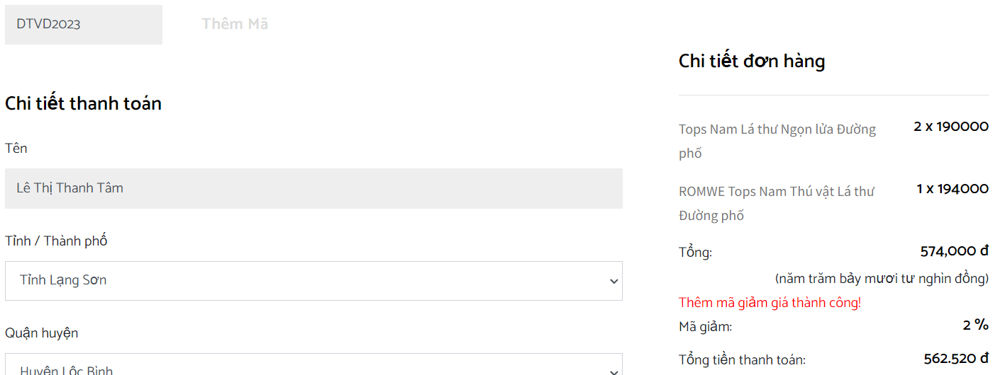 DTVD2023
Thêm Mã
Chi tiết thanh toán
Tên
Lê Thị Thanh Tâm
Tỉnh / Thành phố
Tỉnh Lạng Sơn
Quận huyện
Huyện Lộc Bình
Chi tiết đơn hàng
Tops Nam Lá thư Ngọn lửa Đường
phố
2 x 190000
ROMWE Tops Nam Thú vật Lá thư
Đường phố
1 x 194000
Tổng:
574,000 đ
(năm trăm bảy mươi tư nghìn đồng)
Thêm mã giảm giá thành công!
Mã giảm:
2 %
Tổng tiền thanh toán:
562.520 đ